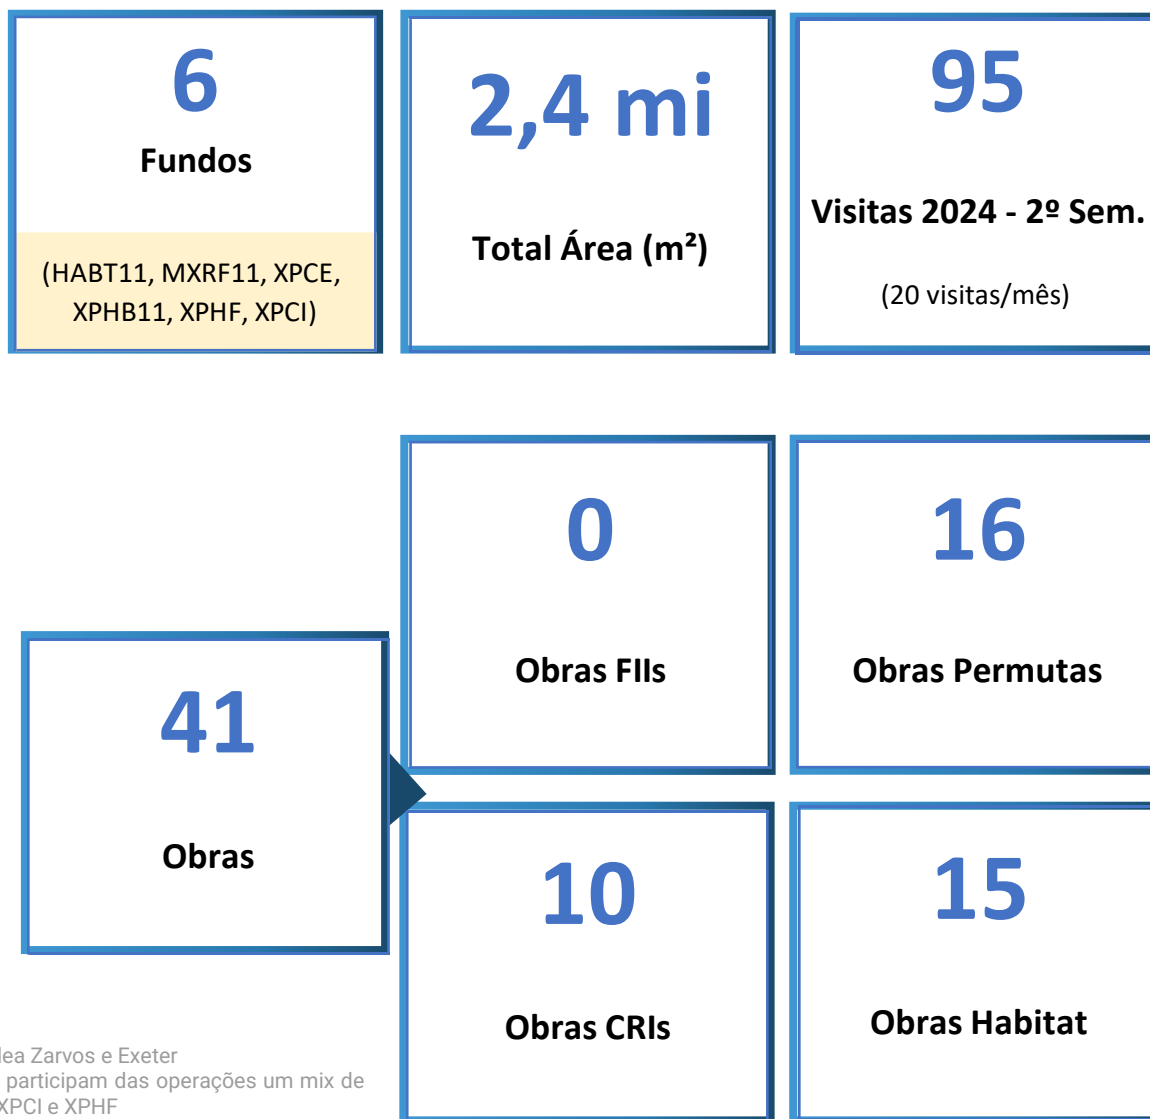 6
Fundos
(HABT11, MXRF11, XPCE,
XPHB11, XPHF, XPCI)
2,4 mi
Total Área (m²)
95
Visitas 2024 - 2º Sem.
(20 visitas/mês)
41
Obras
0
Obras FIIs
16
Obras Permutas
10
Obras CRIs
15
Obras Habitat
Zarvos e Exeter
participam das operações um mix de
XPCI e XPHF